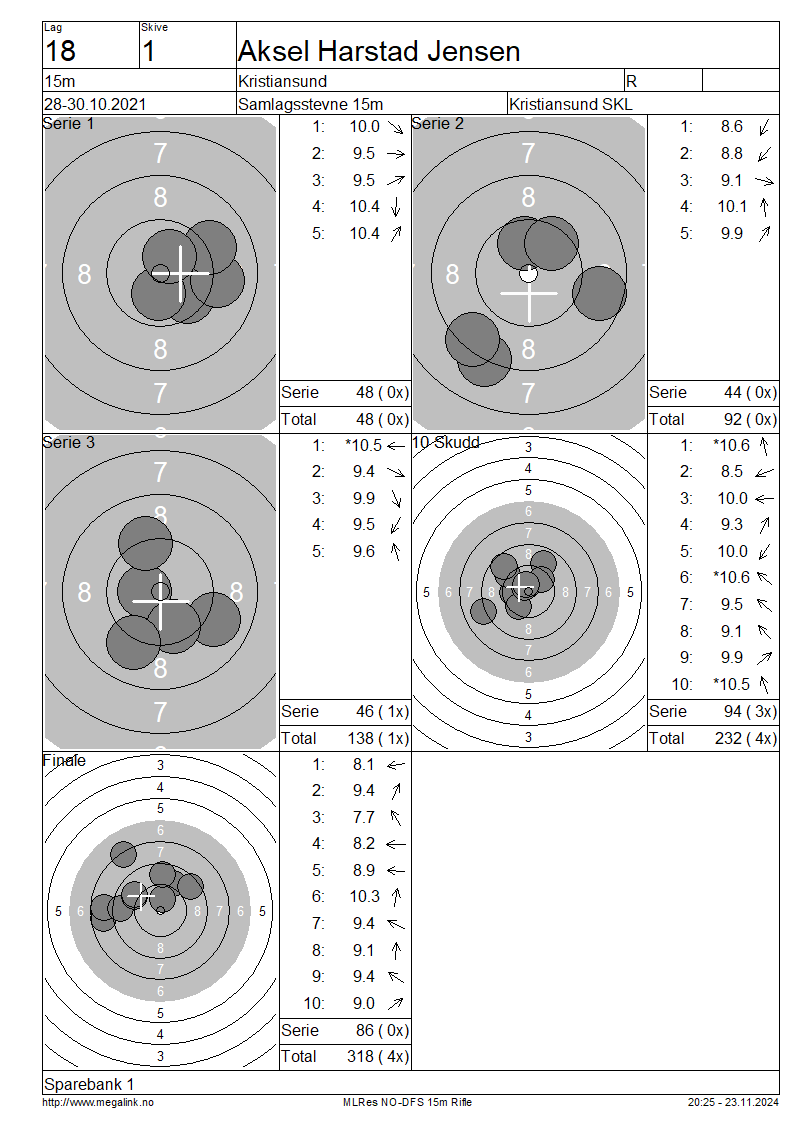 Lag
Skive
18
1
Aksel Harstad Jensen
15m
Kristiansund
R
28-30.10.2021
Samlagsstevne 15m
Kristiansund SKL
Serie 1
7
8
8
8
7
1: 10.0
2: 9.5
3: 9.5
4: 10.4
5: 10.4
Serie 48 ( 0x)
Total 48 ( 0x)
Serie 2
7
8
8
8
8
7
1: 8.6
2: 8.8
3: 9.1
4: 10.1
5: 9.9
Serie 44 ( 0x)
Total 92 ( 0x)
Serie 3
7
8
8
8
8
7
1: *10.5
2: 9.4
3: 9.9
4: 9.5
5: 9.6
Serie 46 ( 1x)
Total 138 ( 1x)
10 Skudd
3
4
5
6
7
8
5 6 7 8 8 7 6 5
8
7
6
5
4
3
1: *10.6
2: 8.5
3: 10.0
4: 9.3
5: 10.0
6: *10.6
7: 9.5
8: 9.1
9: 9.9
10: *10.5
Serie 94 ( 3x)
Total 232 ( 4x)
Finale
3
4
5
6
7
5 6 8 7 6 5
8
7
6
5
4
3
1: 8.1
2: 9.4
3: 7.7
4: 8.2
5: 8.9
6: 10.3
7: 9.4
8: 9.1
9: 9.4
10: 9.0
Serie 86 ( 0x)
Total 318 ( 4x)
Sparebank 1
http://www.megalink.no
MLRes NO-DFS 15m Rifle
20:25 - 23.11.2024